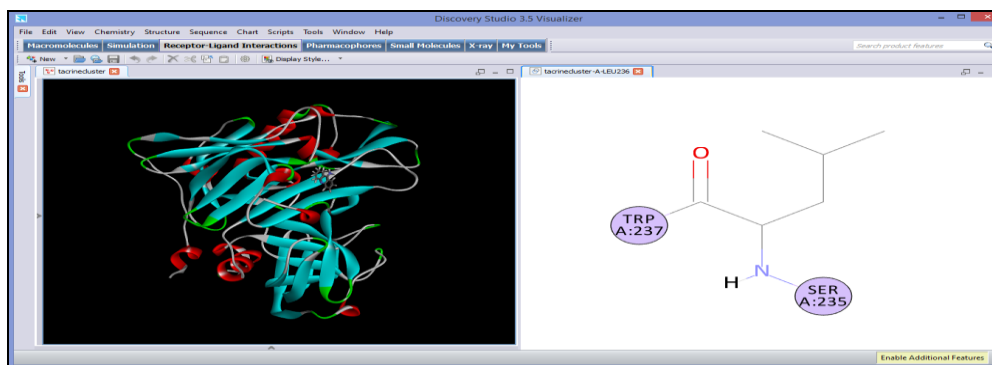 Discovery Studio 3.5 Visualizer
File Edit View Chemistry Structure Sequence Chart Scripts Tools Window Help
Macromolecules Simulation Receptor-Ligand Interactions Pharmacophores Small Molecules X-ray My Tools
Search product features
New Display Style...
Tools
tacrinecluster
tacrinecluster-A-LEU236
O
TRP
A:237
N
H
SER
A:235
Enable Additional Features